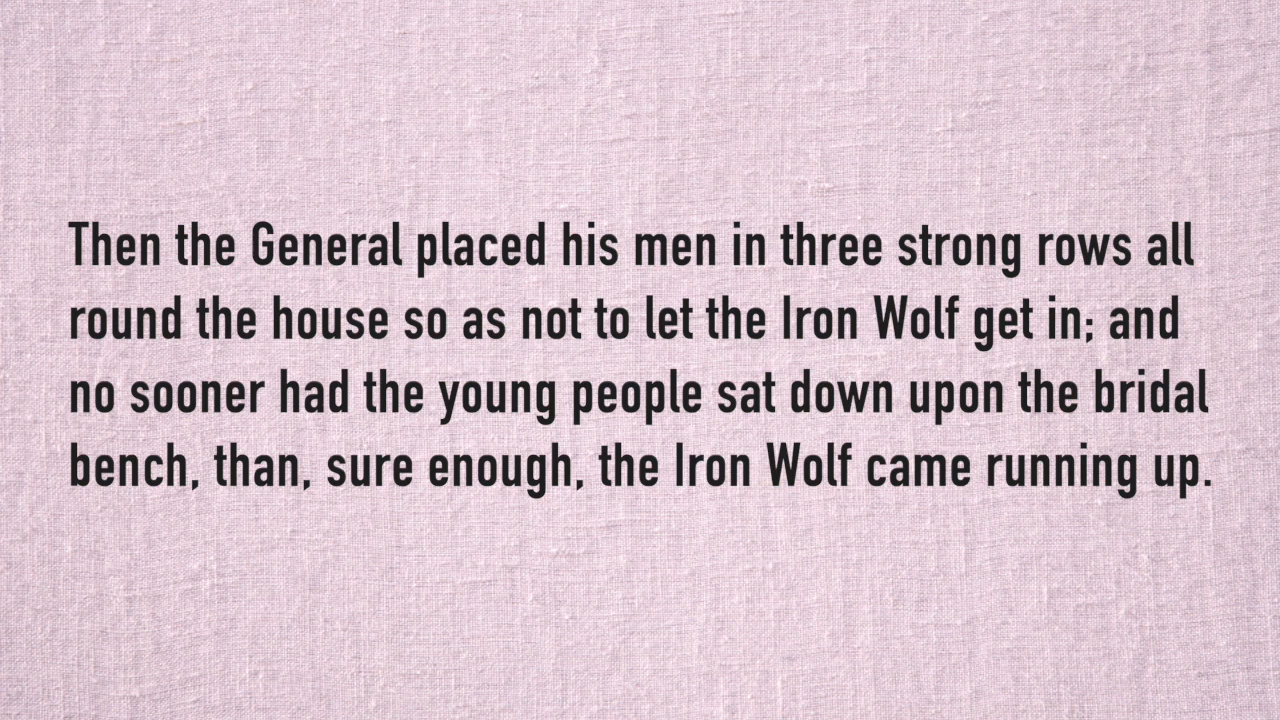 Then the General placed his men in three strong rows all
round the house so as not to let the Iron Wolf get in; and
no sooner had the young people sat down upon the bridal
bench, than, sure enough, the Iron Wolf came running up.